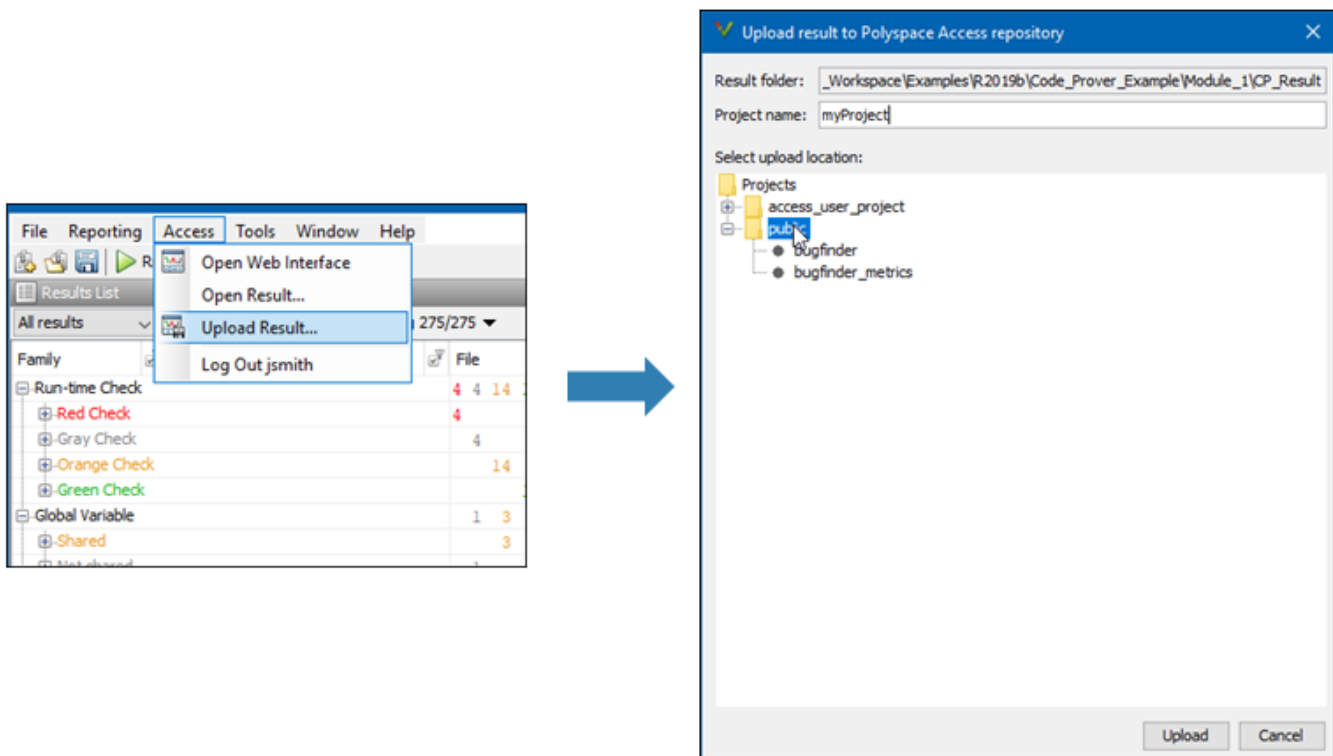 File Reporting Access Tools Window Help
R
Open Web Interface
Results List
Open Result...
All results
Upload Result...
275/275
Family
Log Out jsmith
File
Run-time Check 4 4 14
Red Check 4
Gray Check 4
Orange Check 14
Green Check
Global Variable 1 3
Shared 3
Not shared 1
Upload result to Polyspace Access repository
Result folder: _Workspace\Examples\R2019b\Code_Prover_Example\Module_1\CP_Result
Project name: myProject
Select upload location:
Projects
access_user_project
public
bugfinder
bugfinder_metrics
Upload Cancel